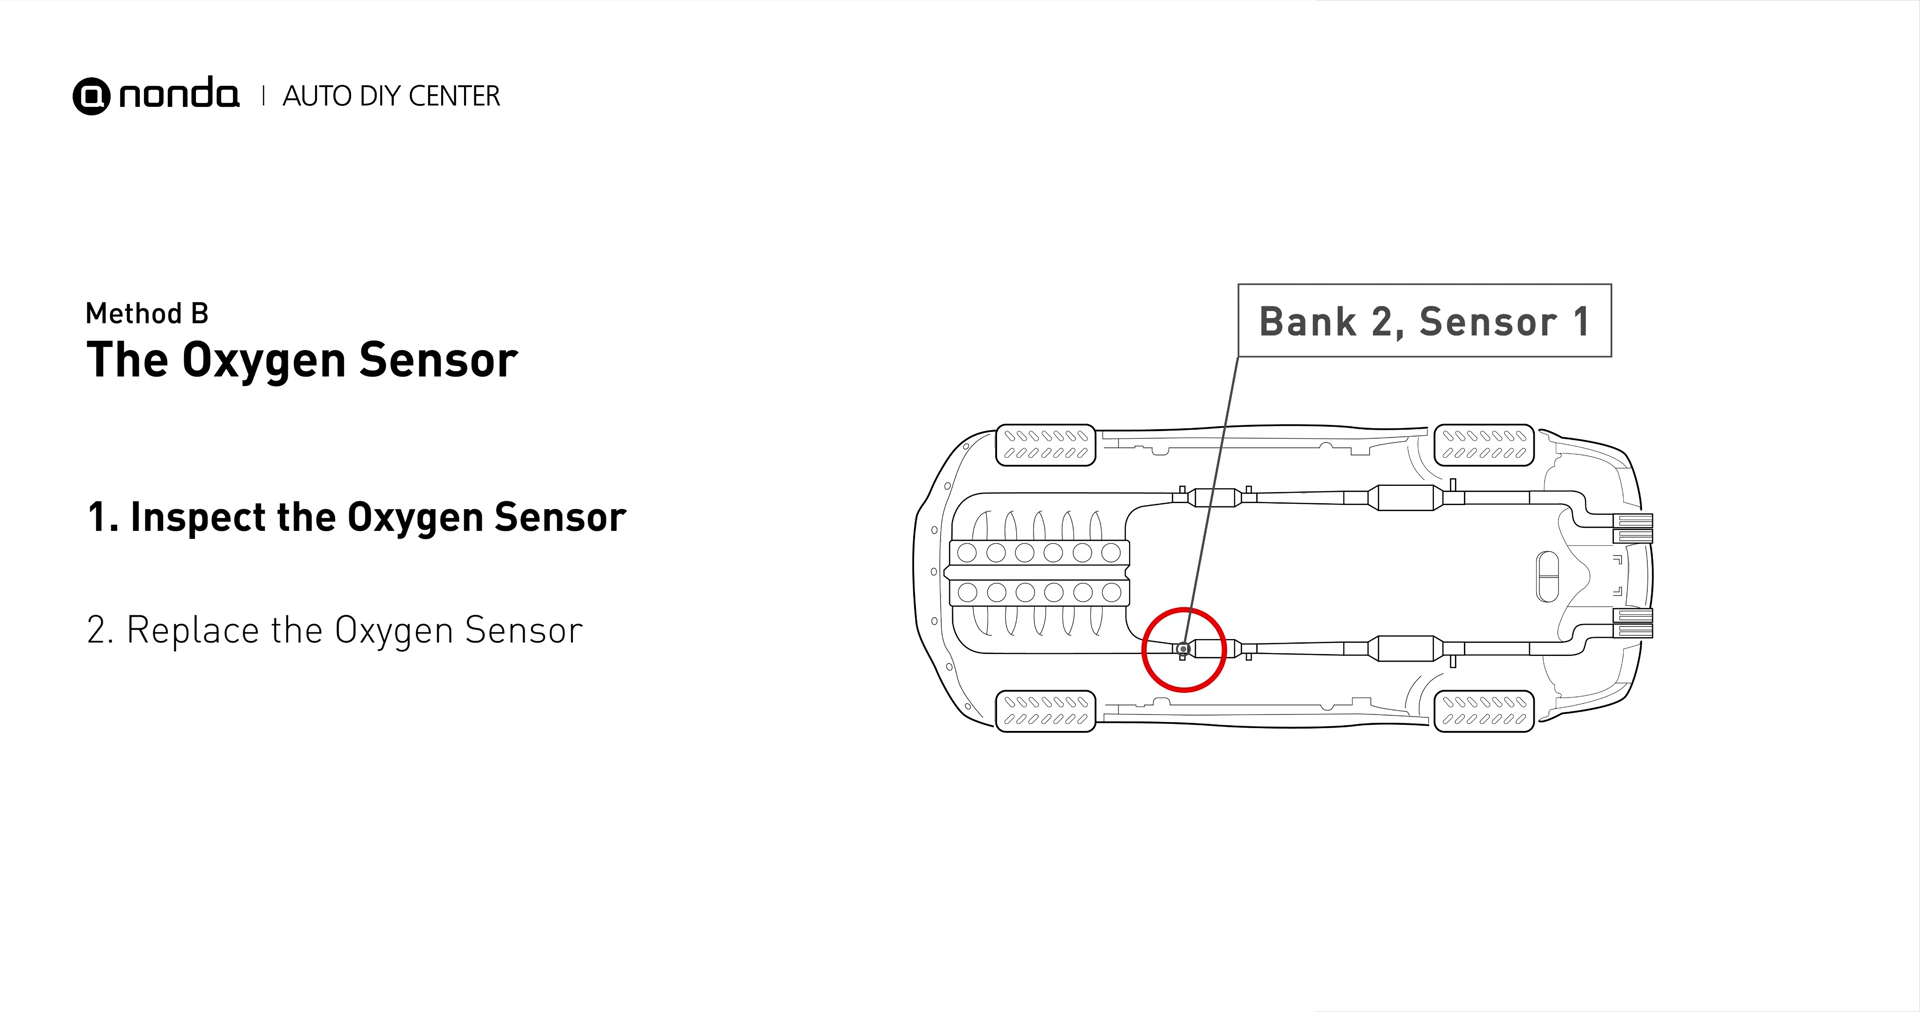 nonda | AUTO DIY CENTER
Method B
The Oxygen Sensor
Bank 2, Sensor 1
1. Inspect the Oxygen Sensor
2. Replace the Oxygen Sensor